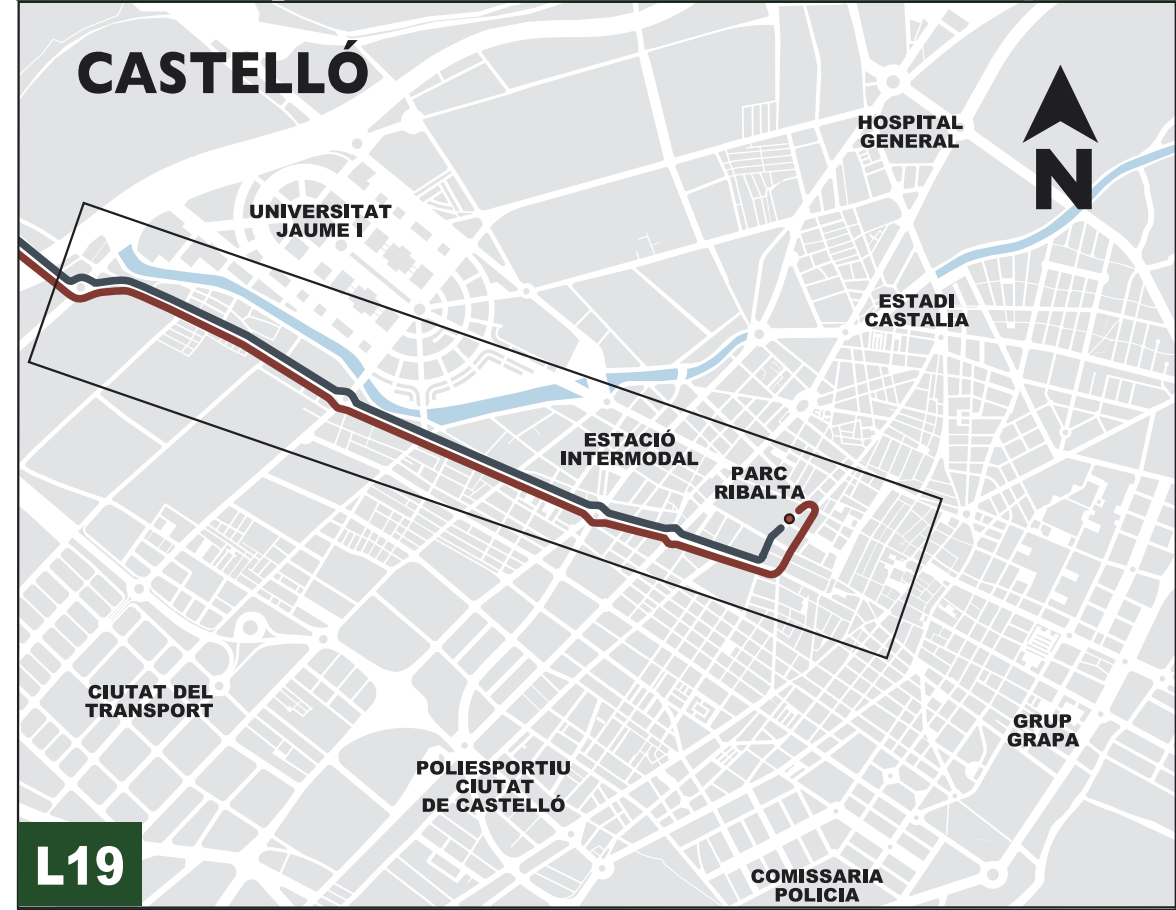 CASTELLÓ
HOSPITAL
GENERAL
N
UNIVERSITAT
JAUME I
ESTADI
CASTALIA
ESTACIÓ
INTERMODAL
PARC
RIBALTA
CIUTAT DEL
TRANSPORT
GRUP
GRAPA
POLIESPORTIU
CIUTAT
DE CASTELLÓ
L19
COMISSARIA
POLICIA